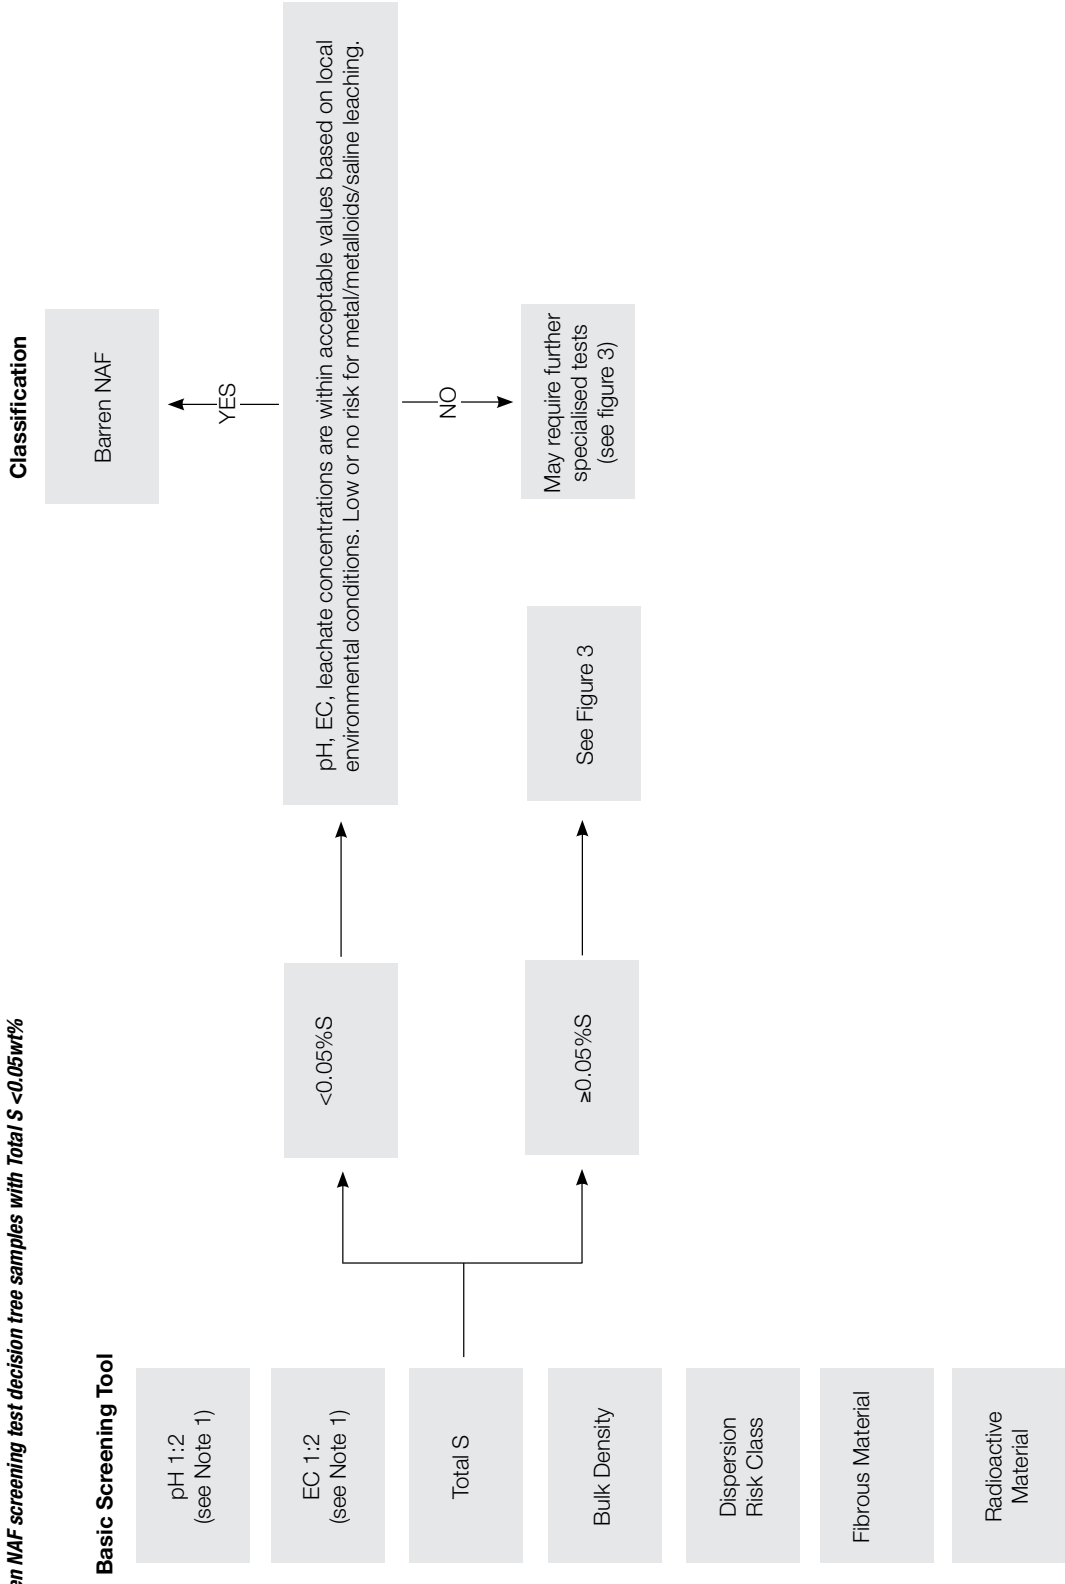 NAF screening test decision tree samples with Total S <0.05wt%
Basic Screening Tool
Classification
pH 1:2
(see Note 1)
EC 1:2
(see Note 1)
Total S
Bulk Density
Dispersion
Risk Class
Fibrous Material
Radioactive
Material
<0.05%S
≥0.05%S
pH, EC, leachate concentrations are within acceptable values based on local
environmental conditions. Low or no risk for metal/metalloids/saline leaching.
See Figure 3
YES
Barren NAF
NO
May require further
specialised tests
(see figure 3)